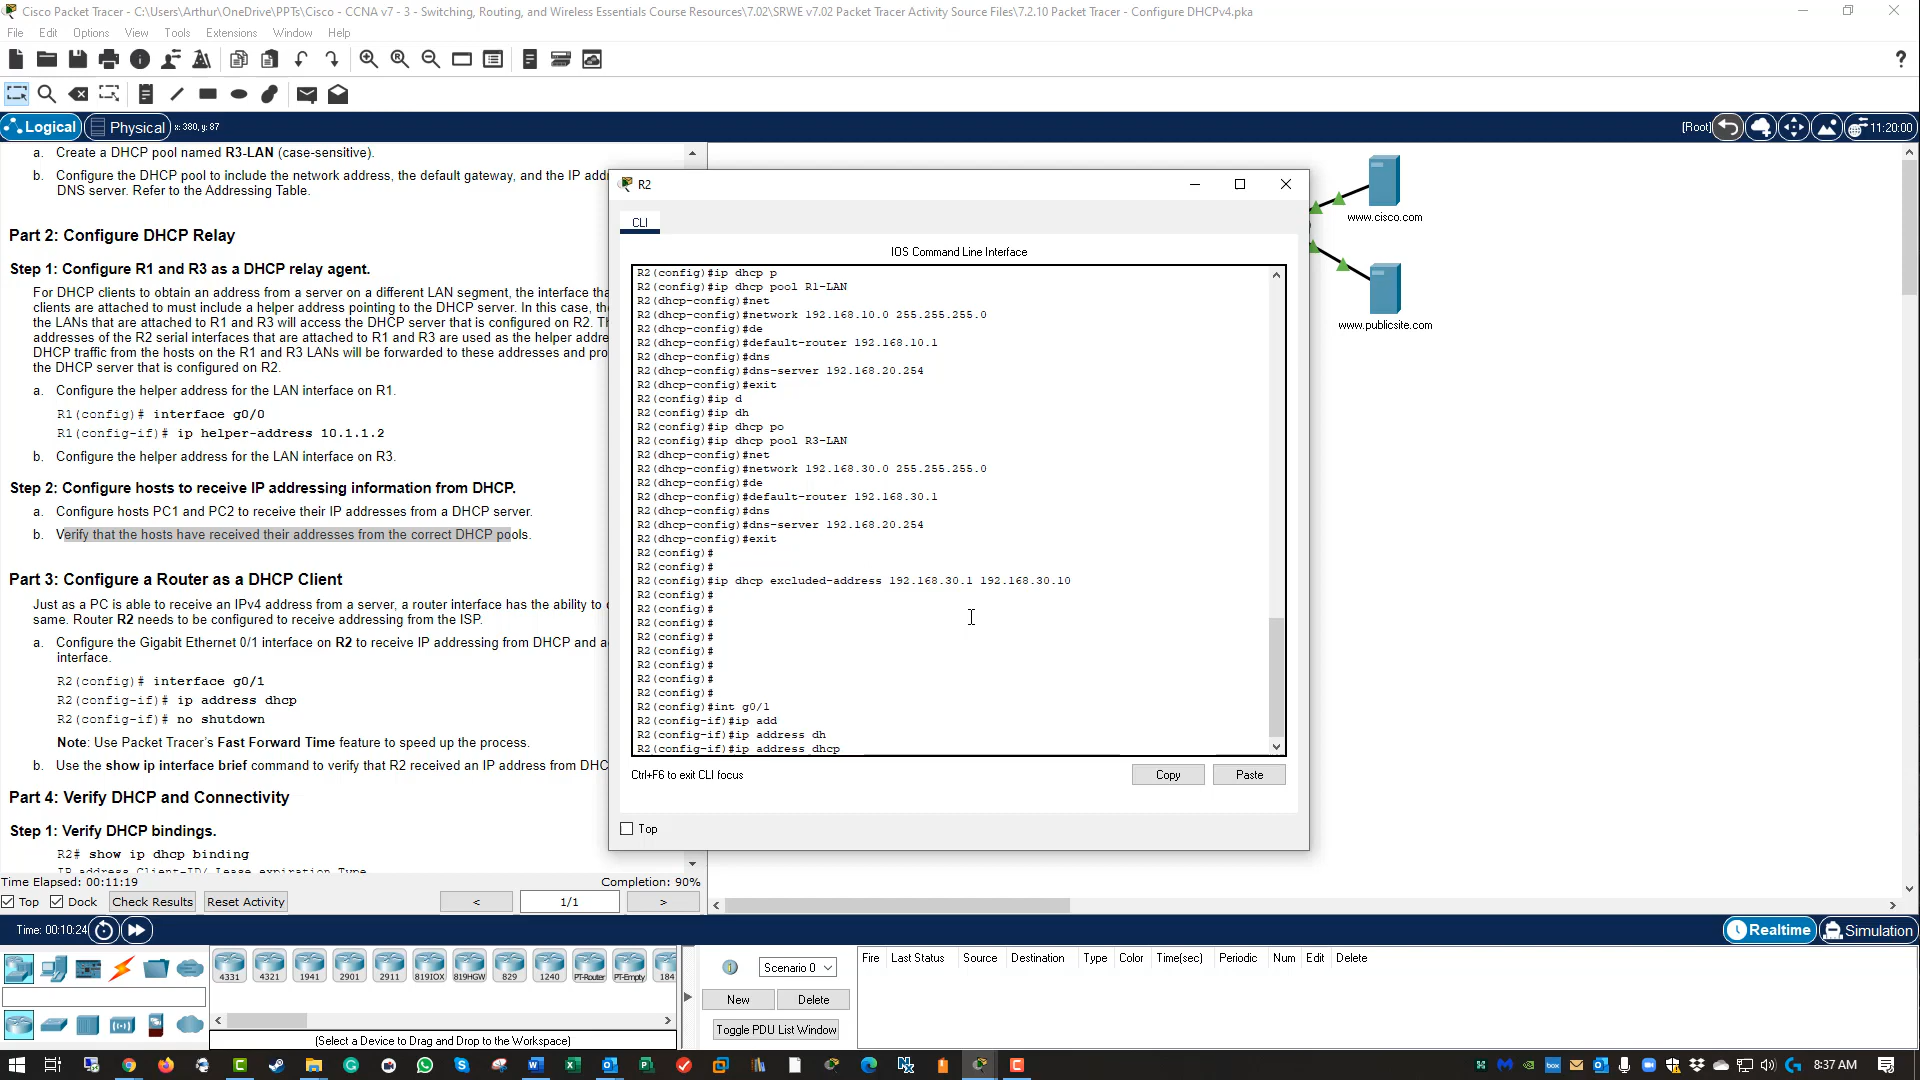 Cisco Packet Tracer - C:\Users\Arthur\OneDrive\PPTs\Cisco - CCNA v7 - 3 - Switching, Routing, and Wireless Essentials Course Resources\7.02\SRWE v7.02 Packet Tracer Activity Source Files\7.2.10 Packet Tracer - Configure DHCPv4.pka
File Edit Options View Tools Extensions Window Help
Logical Physical x: 380, y: 87 [Root] 11:20:00
a. Create a DHCP pool named R3-LAN (case-sensitive).
b. Configure the DHCP pool to include the network address, the default gateway, and the IP addr
DNS server. Refer to the Addressing Table.
Part 2: Configure DHCP Relay
Step 1: Configure R1 and R3 as a DHCP relay agent.
For DHCP clients to obtain an address from a server on a different LAN segment, the interface tha
clients are attached to must include a helper address pointing to the DHCP server. In this case, th
the LANs that are attached to R1 and R3 will access the DHCP server that is configured on R2. Th
addresses of the R2 serial interfaces that are attached to R1 and R3 are used as the helper addre
DHCP traffic from the hosts on the R1 and R3 LANs will be forwarded to these addresses and pro
the DHCP server that is configured on R2.
a. Configure the helper address for the LAN interface on R1.
R1(config)# interface g0/0
R1(config-if)# ip helper-address 10.1.1.2
b. Configure the helper address for the LAN interface on R3.
Step 2: Configure hosts to receive IP addressing information from DHCP.
a. Configure hosts PC1 and PC2 to receive their IP addresses from a DHCP server.
b. Verify that the hosts have received their addresses from the correct DHCP pools.
Part 3: Configure a Router as a DHCP Client
Just as a PC is able to receive an IPv4 address from a server, a router interface has the ability to
same. Router R2 needs to be configured to receive addressing from the ISP.
a. Configure the Gigabit Ethernet 0/1 interface on R2 to receive IP addressing from DHCP and a
interface.
R2(config)# interface g0/1
R2(config-if)# ip address dhcp
R2(config-if)# no shutdown
Note: Use Packet Tracer's Fast Forward Time feature to speed up the process.
b. Use the show ip interface brief command to verify that R2 received an IP address from DHC
Part 4: Verify DHCP and Connectivity
Step 1: Verify DHCP bindings.
R2# show ip dhcp binding
IP address Client-ID/ Lease expiration Type
Time Elapsed: 00:11:19 Completion: 90%
Top Dock Check Results Reset Activity < 1/1 >
R2
CLI
IOS Command Line Interface
R2(config)#ip dhcp p
R2(config)#ip dhcp pool R1-LAN
R2(dhcp-config)#net
R2(dhcp-config)#network 192.168.10.0 255.255.255.0
R2(dhcp-config)#de
R2(dhcp-config)#default-router 192.168.10.1
R2(dhcp-config)#dns
R2(dhcp-config)#dns-server 192.168.20.254
R2(dhcp-config)#exit
R2(config)#ip d
R2(config)#ip dh
R2(config)#ip dhcp po
R2(config)#ip dhcp pool R3-LAN
R2(dhcp-config)#net
R2(dhcp-config)#network 192.168.30.0 255.255.255.0
R2(dhcp-config)#de
R2(dhcp-config)#default-router 192.168.30.1
R2(dhcp-config)#dns
R2(dhcp-config)#dns-server 192.168.20.254
R2(dhcp-config)#exit
R2(config)#
R2(config)#
R2(config)#ip dhcp excluded-address 192.168.30.1 192.168.30.10
R2(config)#
R2(config)#
R2(config)#
R2(config)#
R2(config)#
R2(config)#
R2(config)#
R2(config)#
R2(config)#int g0/1
R2(config-if)#ip add
R2(config-if)#ip address dh
R2(config-if)#ip address dhcp
Ctrl+F6 to exit CLI focus Copy Paste
Top
www.cisco.com
www.publicsite.com
Time: 00:10:24 Realtime Simulation
4331 4321 1941 2901 2911 819IOX 819HGW 829 1240 PT-Router PT-Empty 184
(Select a Device to Drag and Drop to the Workspace)
Scenario 0
New Delete
Toggle PDU List Window
Fire Last Status Source Destination Type Color Time(sec) Periodic Num Edit Delete
8:37 AM